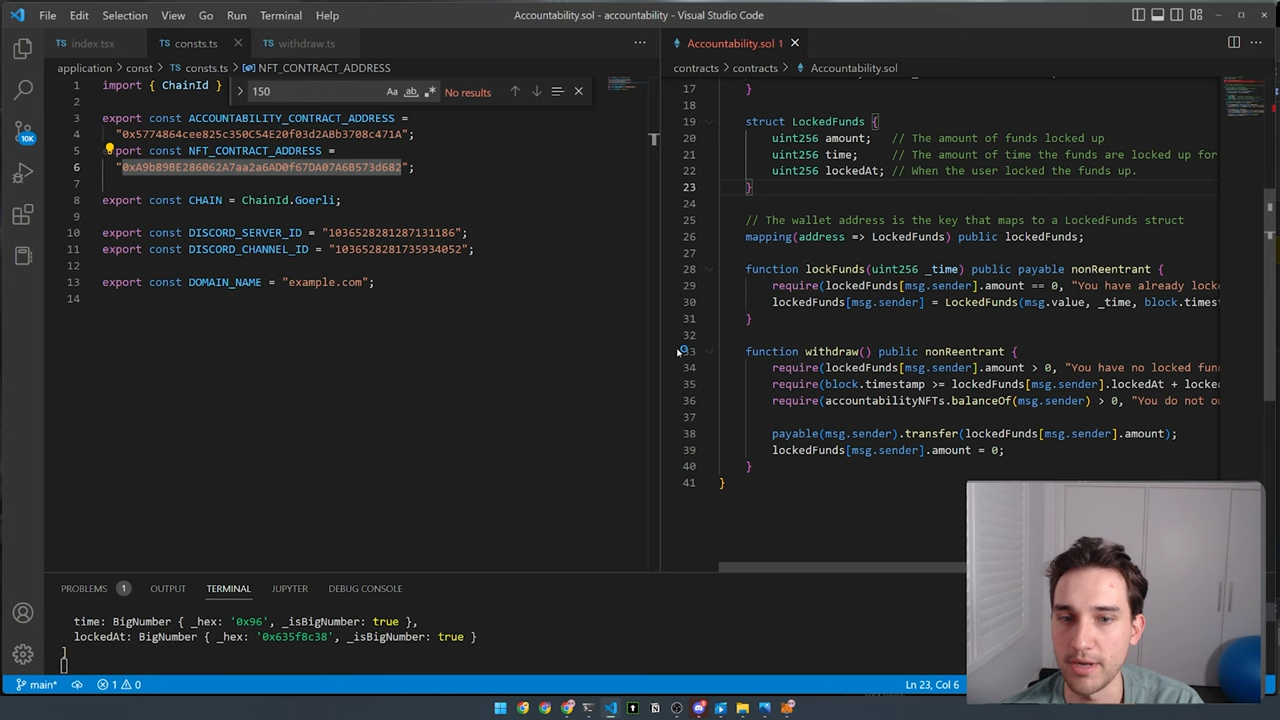 File Edit Selection View Go Run Terminal Help
Accountability.sol - accountability - Visual Studio Code
index.tsx consts.ts withdraw.ts
application > const > consts.ts > NFT_CONTRACT_ADDRESS
150 Aa ab No results
1 import { ChainId
2
3 export const ACCOUNTABILITY_CONTRACT_ADDRESS =
4 "0x5774864cee825c350C54E20f03d2ABb3708c471A";
5 port const NFT_CONTRACT_ADDRESS =
6 "0xA9b89BE286062A7aa2a6AD0f67DA07A6B573d682";
7
8 export const CHAIN = ChainId.Goerli;
9
10 export const DISCORD_SERVER_ID = "1036528281287131186";
11 export const DISCORD_CHANNEL_ID = "1036528281735934052";
12
13 export const DOMAIN_NAME = "example.com";
14
Accountability.sol 1
contracts > contracts > Accountability.sol
17 }
18
19 struct LockedFunds {
20 uint256 amount; // The amount of funds locked up
21 uint256 time; // The amount of time the funds are locked up for
22 uint256 lockedAt; // When the user locked the funds up.
23 }
24
25 // The wallet address is the key that maps to a LockedFunds struct
26 mapping(address => LockedFunds) public lockedFunds;
27
28 function lockFunds(uint256 _time) public payable nonReentrant {
29 require(lockedFunds[msg.sender].amount == 0, "You have already lock
30 lockedFunds[msg.sender] = LockedFunds(msg.value, _time, block.times
31 }
32
33 function withdraw() public nonReentrant {
34 require(lockedFunds[msg.sender].amount > 0, "You have no locked fun
35 require(block.timestamp >= lockedFunds[msg.sender].lockedAt + locke
36 require(accountabilityNFTs.balanceOf(msg.sender) > 0, "You do not o
37
38 payable(msg.sender).transfer(lockedFunds[msg.sender].amount);
39 lockedFunds[msg.sender].amount = 0;
40 }
41 }
10K
PROBLEMS 1 OUTPUT TERMINAL JUPYTER DEBUG CONSOLE
time: BigNumber { _hex: '0x96', _isBigNumber: true },
lockedAt: BigNumber { _hex: '0x635f8c38', _isBigNumber: true }
]
main* 1 0 Ln 23, Col 6